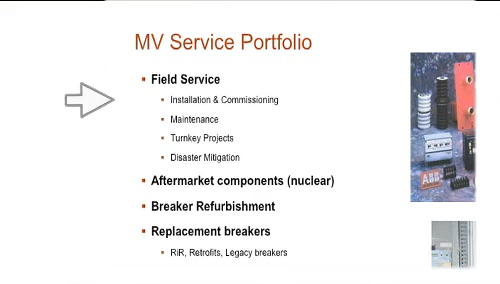 MV Service Portfolio
Field Service
Installation & Commissioning
Maintenance
Turnkey Projects
Disaster Mitigation
Aftermarket components (nuclear)
Breaker Refurbishment
Replacement breakers
RiR, Retrofits, Legacy breakers
ABB